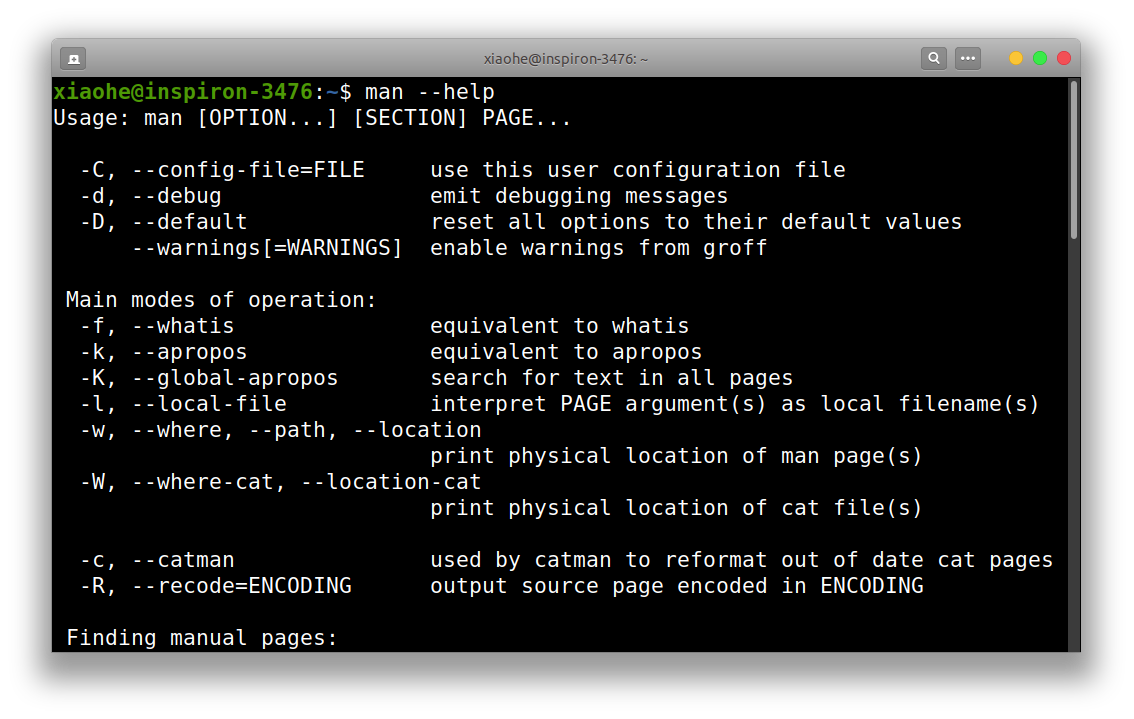 xiaohe@inspiron-3476: ~
xiaohe@inspiron-3476:~$ man --help
Usage: man [OPTION...] [SECTION] PAGE...

  -C, --config-file=FILE     use this user configuration file
  -d, --debug                emit debugging messages
  -D, --default              reset all options to their default values
      --warnings[=WARNINGS]  enable warnings from groff

 Main modes of operation:
  -f, --whatis               equivalent to whatis
  -k, --apropos              equivalent to apropos
  -K, --global-apropos       search for text in all pages
  -l, --local-file           interpret PAGE argument(s) as local filename(s)
  -w, --where, --path, --location
                             print physical location of man page(s)
  -W, --where-cat, --location-cat
                             print physical location of cat file(s)

  -c, --catman               used by catman to reformat out of date cat pages
  -R, --recode=ENCODING      output source page encoded in ENCODING

 Finding manual pages: